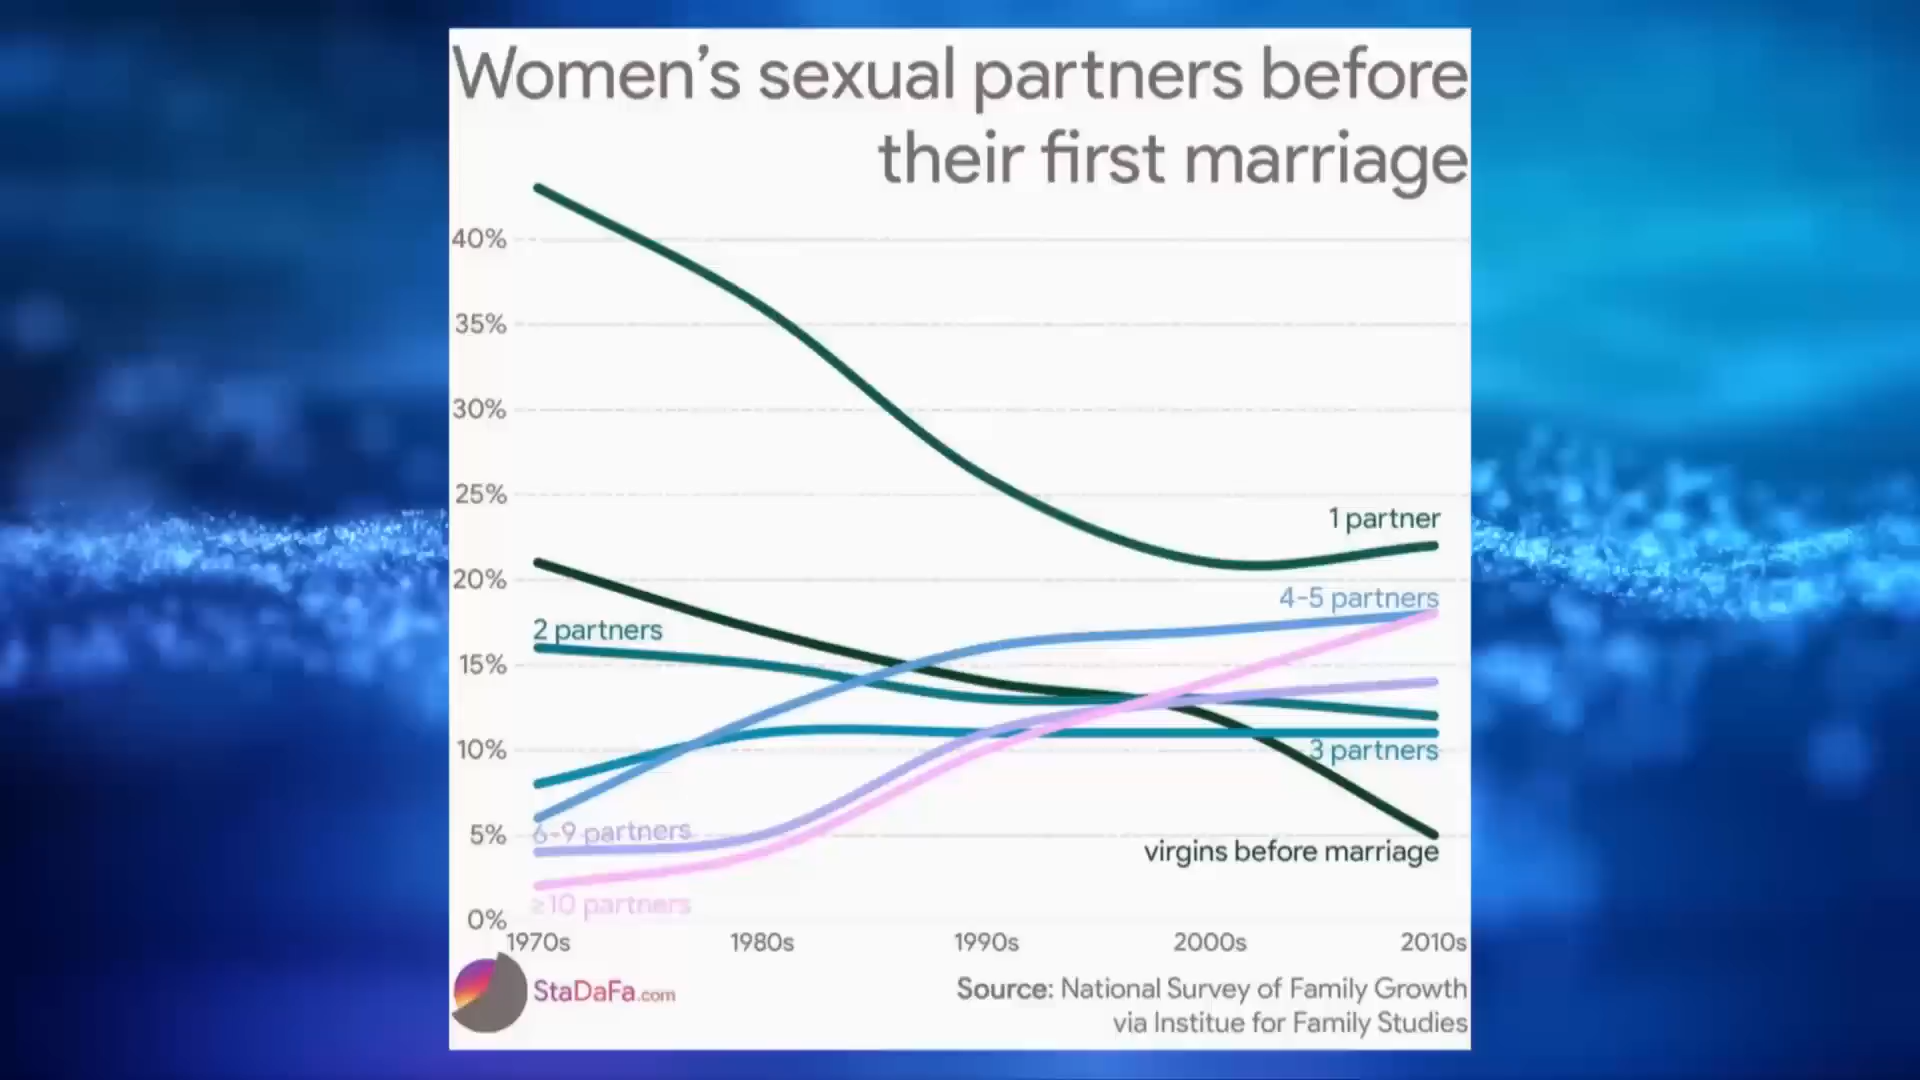 Women's sexual partners before
their first marriage
40%
35%
30%
25%
1 partner
20%
4-5 partners
2 partners
15%
10%
3 partners
5%
6-9 partners
virgins before marriage
≥10 partners
0%
1970s 1980s 1990s 2000s 2010s
StaDaFa.com
Source: National Survey of Family Growth
via Institue for Family Studies